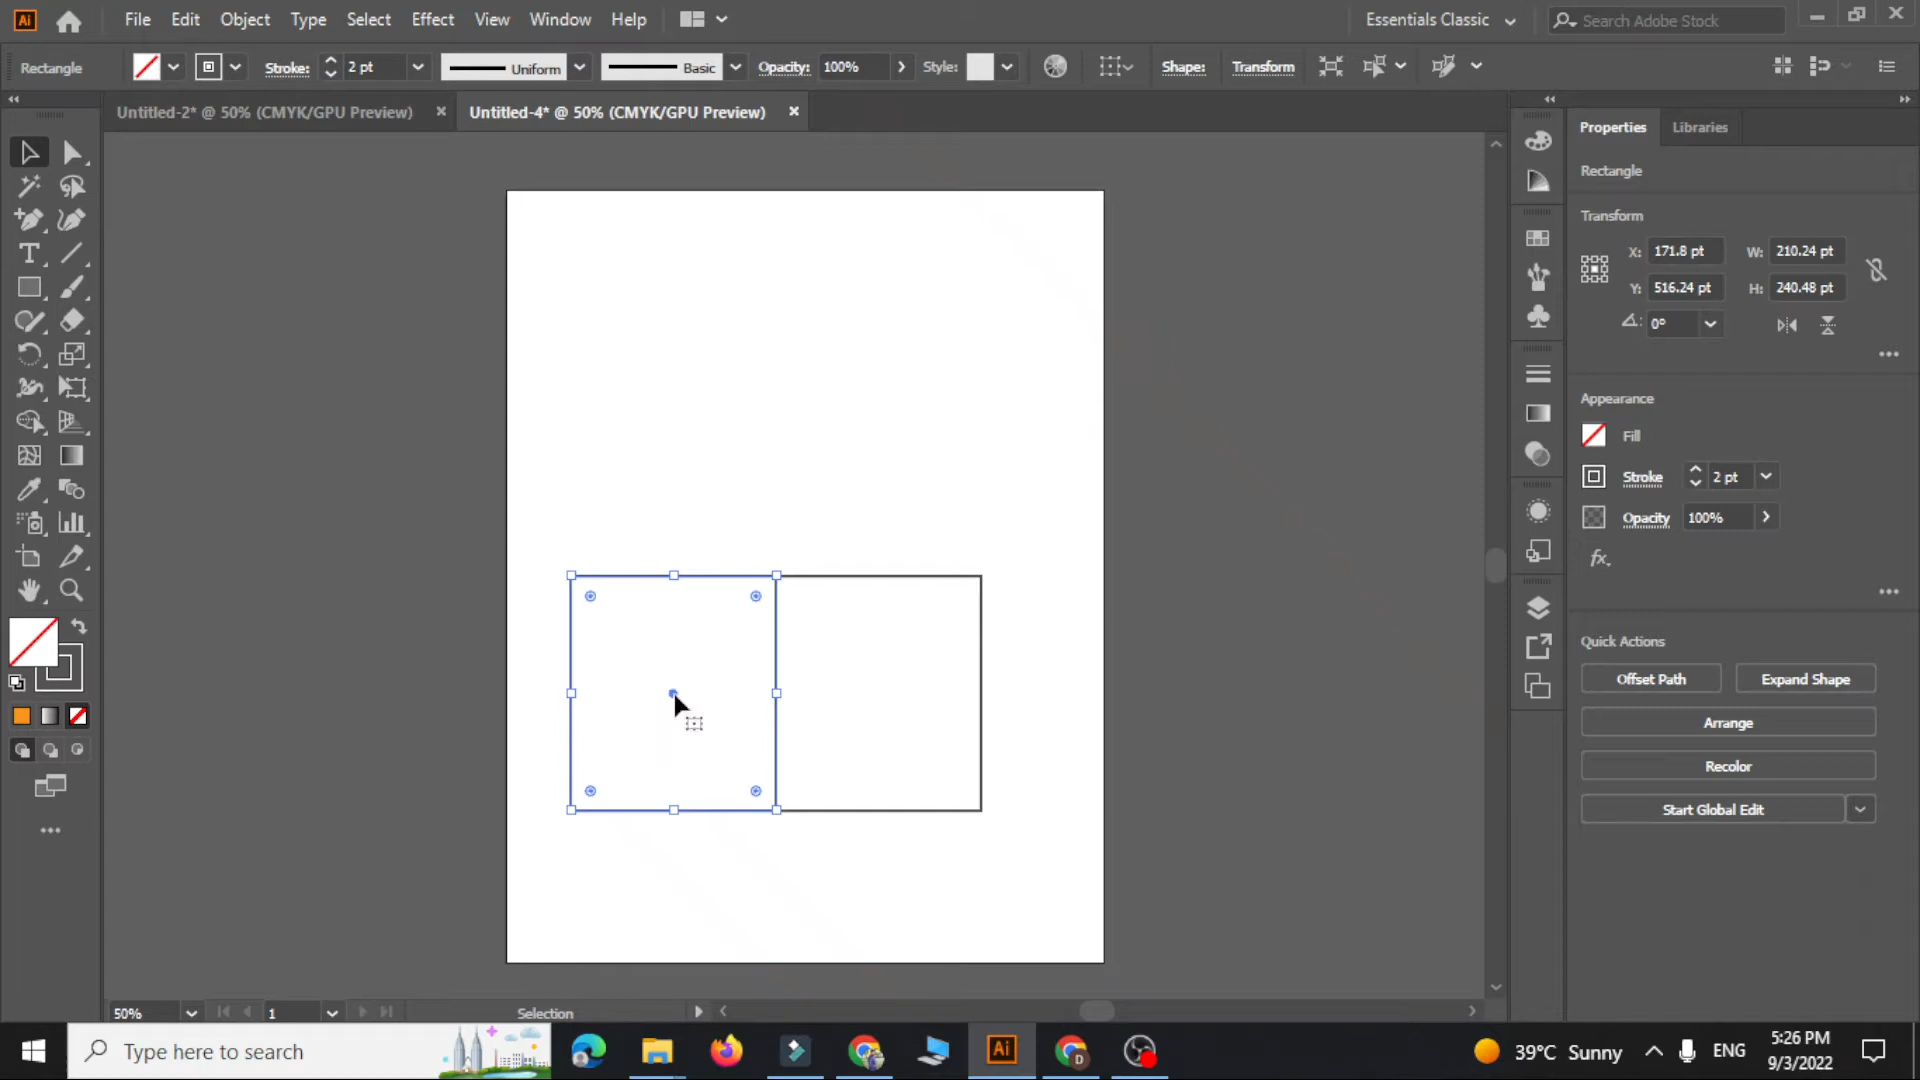 Ai File Edit Object Type Select Effect View Window Help Essentials Classic Search Adobe Stock
Rectangle Stroke: 2 pt Uniform Basic Opacity: 100% Style: Shape: Transform
Untitled-2* @ 50% (CMYK/GPU Preview) Untitled-4* @ 50% (CMYK/GPU Preview)
Properties Libraries
Rectangle
Transform
X: 171.8 pt W: 210.24 pt
Y: 516.24 pt H: 240.48 pt
0°
Appearance
Fill
Stroke 2 pt
Opacity 100%
fx.
Quick Actions
Offset Path Expand Shape
Arrange
Recolor
Start Global Edit
50% 1 Selection
Type here to search Ai D 39°C Sunny ENG
5:26 PM
9/3/2022